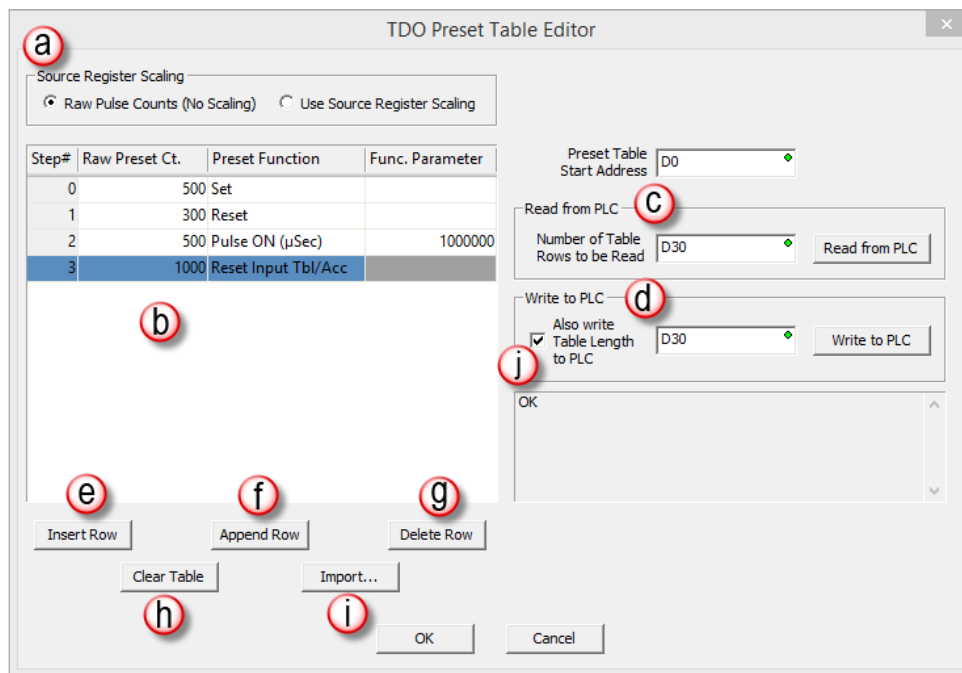 TDO Preset Table Editor
a
Source Register Scaling
Raw Pulse Counts (No Scaling) Use Source Register Scaling
Step# Raw Preset Ct. Preset Function Func. Parameter
0 500 Set
1 300 Reset
2 500 Pulse ON (µSec) 1000000
3 1000 Reset Input Tbl/Acc
b
Preset Table
Start Address
D0
c
Read from PLC
Number of Table
Rows to be Read
D30
Read from PLC
d
Write to PLC
Also write
Table Length
to PLC
D30
Write to PLC
j
OK
e
f
g
Insert Row Append Row Delete Row
Clear Table Import...
h
i
OK Cancel